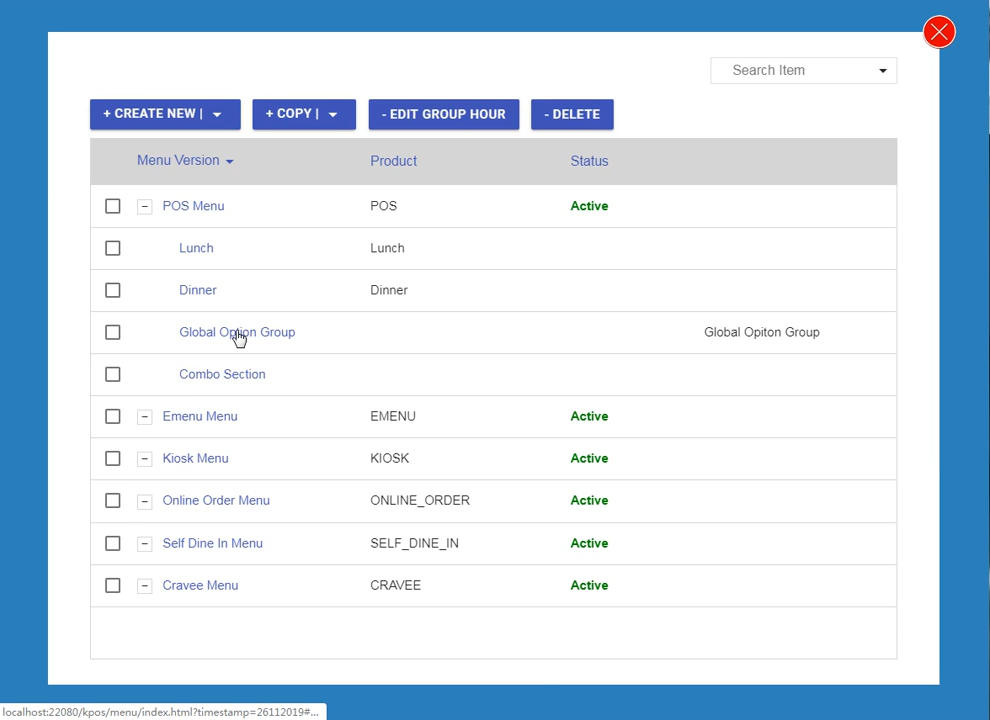 Search Item
+ CREATE NEW |
+ COPY |
- EDIT GROUP HOUR
- DELETE
Menu Version Product Status
POS Menu POS Active
Lunch Lunch
Dinner Dinner
Global Option Group Global Opiton Group
Combo Section
Emenu Menu EMENU Active
Kiosk Menu KIOSK Active
Online Order Menu ONLINE_ORDER Active
Self Dine In Menu SELF_DINE_IN Active
Cravee Menu CRAVEE Active
localhost:22080/kpos/menu/index.html?timestamp=26112019#...